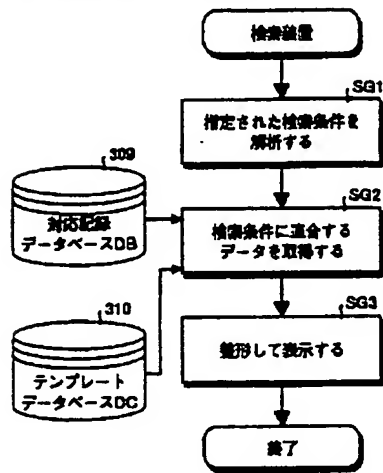 検索装置
SG1
指定された検索条件を
解析する
309
対応記録
データベースDB
SG2
検索条件に適合する
データを取得する
310
テンプレート
データベースDC
SG3
整形して表示する
終了